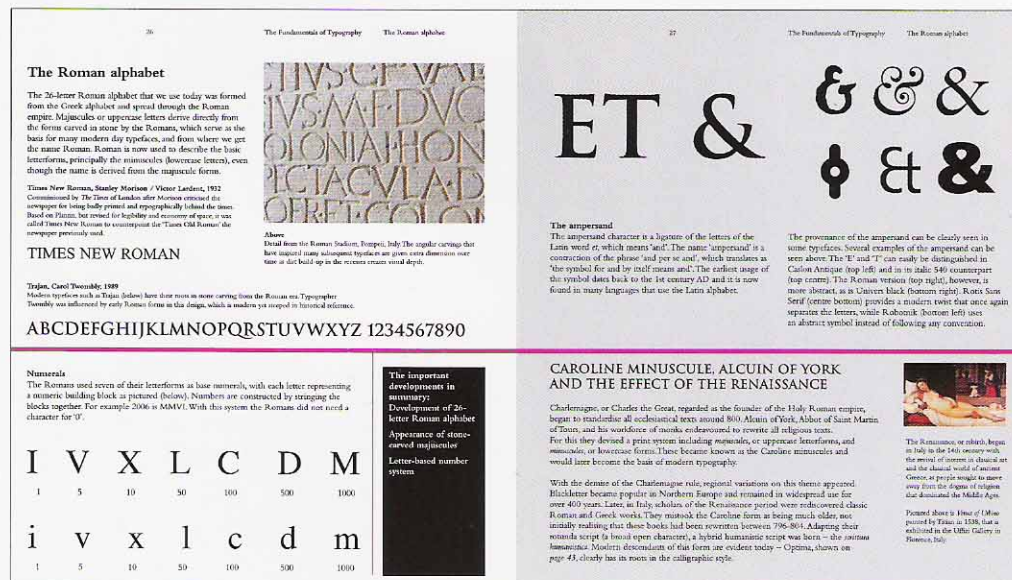 26
The Fundamentals of Typography
The Roman alphabet
The Roman alphabet
The 26-letter Roman alphabet that we use today was formed
from the Greek alphabet and spread through the Roman
empire. Majuscules or uppercase letters derive directly from
the forms carved in stone by the Romans, which serve as the
basis for many modern day typefaces, and from where we get
the name Roman. Roman is now used to describe the basic
letterforms, principally the minuscules (lowercase letters), even
though the name is derived from the majuscule forms.
Times New Roman, Stanley Morison / Victor Lardent, 1932
Commissioned by The Times of London after Morison criticised the
newspaper for being badly printed and typographically behind the times.
Based on Plantin, but revised for legibility and economy of space, it was
called Times New Roman to counterpoint the 'Times Old Roman' the
newspaper previously used.
TIMES NEW ROMAN
CTIVS·C·F·VAL
IVS·M·F·DVO
OLONIAI·HON
PECTACVLA·D
OER·ET·COLON
Above
Detail from the Roman Stadium, Pompeii, Italy. The angular carvings that
have inspired many subsequent typefaces are given extra dimension over
time as dirt build-up in the recesses creates visual depth.
Trajan, Carol Twombly, 1989
Modern typefaces such as Trajan (below) have their roots in stone carving from the Roman era. Typographer
Twombly was influenced by early Roman forms in this design, which is modern yet steeped in historical reference.
ABCDEFGHIJKLMNOPQRSTUVWXYZ 1234567890
27
The Fundamentals of Typography
The Roman alphabet
ET &
& & &
& & &
The ampersand
The ampersand character is a ligature of the letters of the
Latin word et, which means 'and'. The name 'ampersand' is a
contraction of the phrase 'and per se and', which translates as
'the symbol for and by itself means and'. The earliest usage of
the symbol dates back to the 1st century AD and it is now
found in many languages that use the Latin alphabet.
The provenance of the ampersand can be clearly seen in
some typefaces. Several examples of the ampersand can be
seen above. The 'E' and 'T' can easily be distinguished in
Caslon Antique (top left) and in its italic 540 counterpart
(top centre). The Roman version (top right), however, is
more abstract, as is Univers black (bottom right). Rotis Sans
Serif (centre bottom) provides a modern twist that once again
separates the letters, while Robotnik (bottom left) uses
an abstract symbol instead of following any convention.
Numerals
The Romans used seven of their letterforms as base numerals, with each letter representing
a numeric building block as pictured (below). Numbers are constructed by stringing the
blocks together. For example 2006 is MMVI. With this system the Romans did not need a
character for '0'.
I V X L C D M
1 5 10 50 100 500 1000
i v x l c d m
1 5 10 50 100 500 1000
The important
developments in
summary:
Development of 26-
letter Roman alphabet
Appearance of stone-
carved majuscules
Letter-based number
system
CAROLINE MINUSCULE, ALCUIN OF YORK
AND THE EFFECT OF THE RENAISSANCE
Charlemagne, or Charles the Great, regarded as the founder of the Holy Roman empire,
began to standardise all ecclesiastical texts around 800. Alcuin of York, Abbot of Saint Martin
of Tours, and his workforce of monks endeavoured to rewrite all religious texts.
For this they devised a print system including majuscules, or uppercase letterforms, and
minuscules, or lowercase forms. These became known as the Caroline minuscules and
would later become the basis of modern typography.
With the demise of the Charlemagne rule, regional variations on this theme appeared.
Blackletter became popular in Northern Europe and remained in widespread use for
over 400 years. Later, in Italy, scholars of the Renaissance period were rediscovered classic
Roman and Greek works. They mistook the Caroline form as being much older, not
initially realising that these books had been rewritten between 796–804. Adapting their
rotunda script (a broad open character), a hybrid humanistic script was born – the scrittura
humanistica. Modern descendants of this form are evident today – Optima, shown on
page 43, clearly has its roots in the calligraphic style.
The Renaissance, or rebirth, began
in Italy in the 14th century with
the revival of interest in classical art
and the classical world of ancient
Greece, as people sought to move
away from the dogma of religion
that dominated the Middle Ages.
Pictured above is Venus of Urbino
painted by Titian in 1538, that is
exhibited in the Uffizi Gallery in
Florence, Italy.